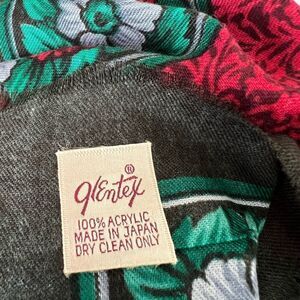 glentex®
100% ACRYLIC
MADE IN JAPAN
DRY CLEAN ONLY